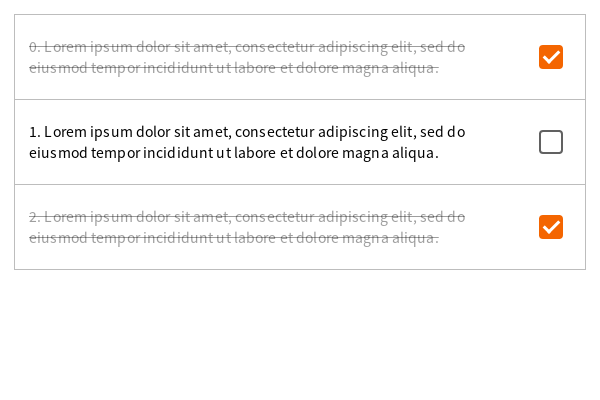 0. Lorem ipsum dolor sit amet, consectetur adipiscing elit, sed do
eiusmod tempor incididunt ut labore et dolore magna aliqua.
1. Lorem ipsum dolor sit amet, consectetur adipiscing elit, sed do
eiusmod tempor incididunt ut labore et dolore magna aliqua.
2. Lorem ipsum dolor sit amet, consectetur adipiscing elit, sed do
eiusmod tempor incididunt ut labore et dolore magna aliqua.